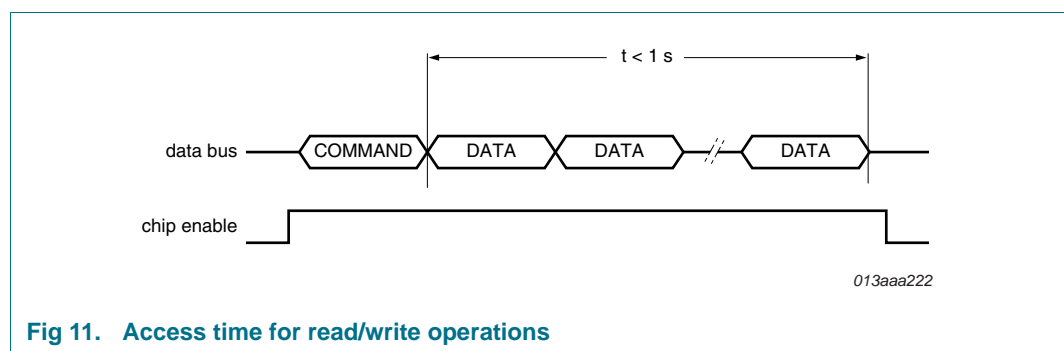 t < 1 s
data bus COMMAND DATA DATA DATA
chip enable
013aaa222
Fig 11. Access time for read/write operations